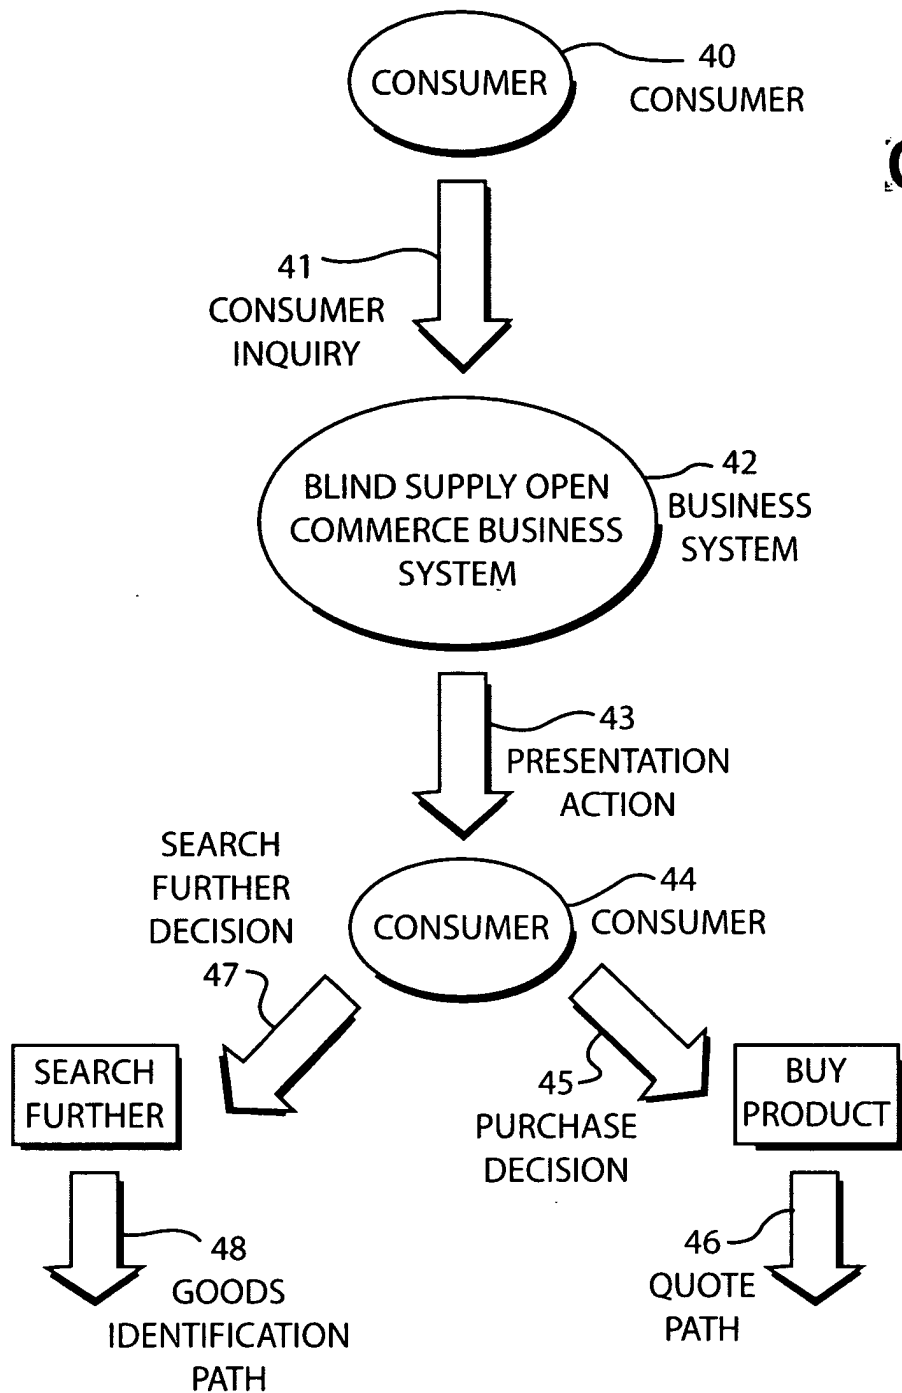 CONSUMER
40
CONSUMER
41
CONSUMER
INQUIRY
BLIND SUPPLY OPEN
COMMERCE BUSINESS
SYSTEM
42
BUSINESS
SYSTEM
43
PRESENTATION
ACTION
SEARCH
FURTHER
DECISION
47
CONSUMER
44
CONSUMER
SEARCH
FURTHER
45
PURCHASE
DECISION
BUY
PRODUCT
48
GOODS
IDENTIFICATION
PATH
46
QUOTE
PATH